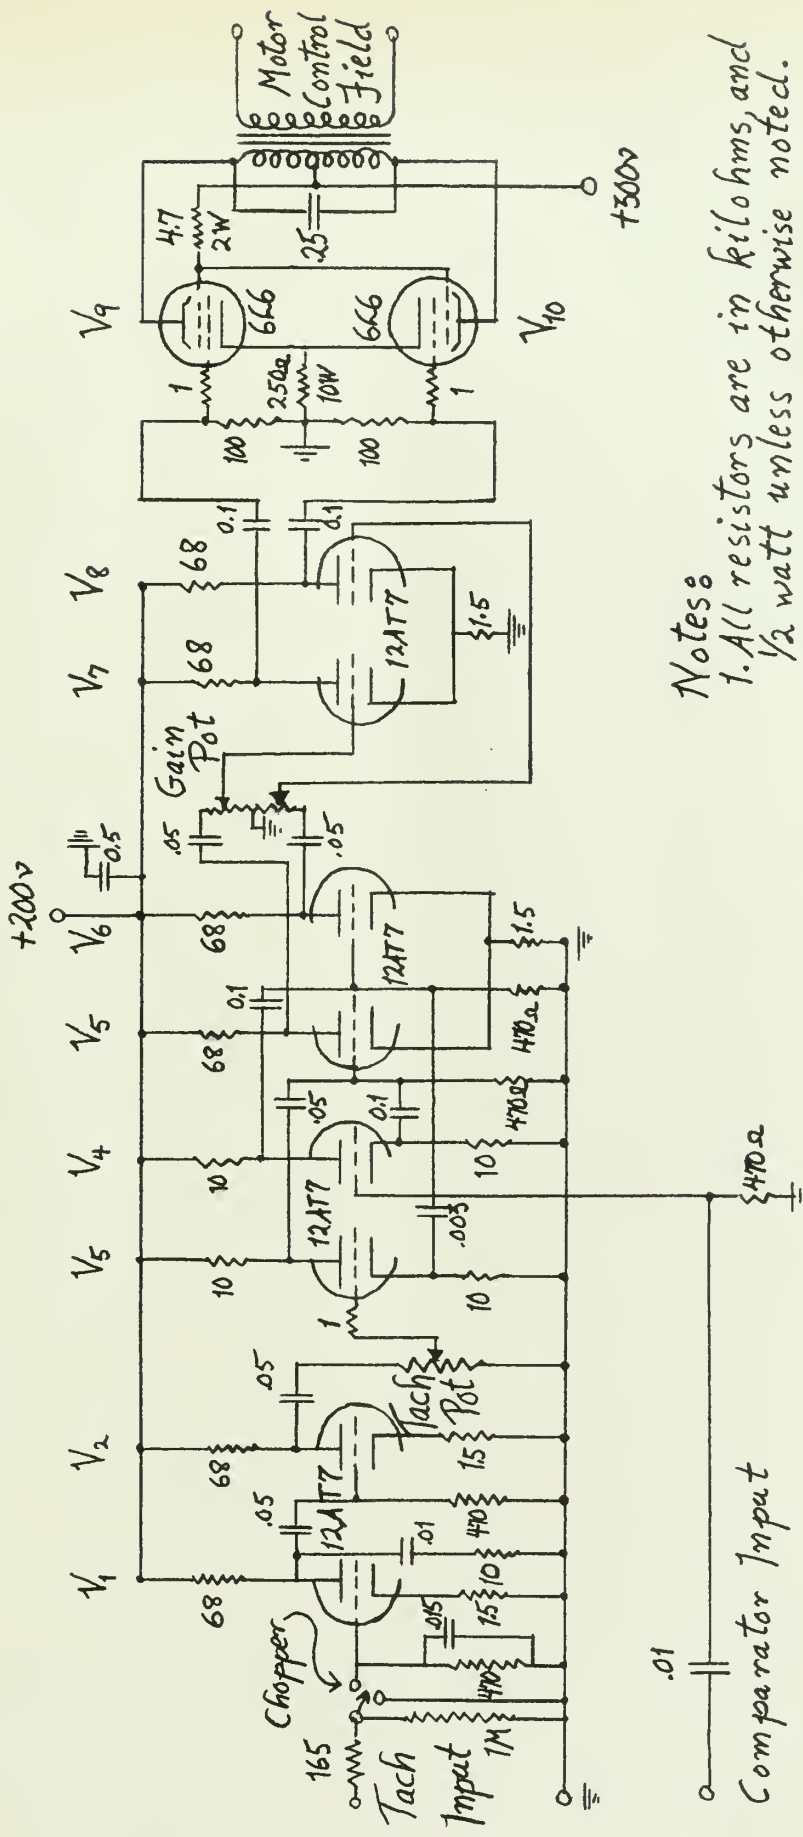 +200v
V1
V2
V5
V4
V5
V6
V7
V8
V9
0.5
68
68
10
10
68
68
Gain
Pot
68
68
4.7
2W
Motor
Control
Field
.05
.05
0.1
.05
.05
0.1
0.1
1
100
250Ω
10W
100
1
6K6
6K6
.25
V10
Chopper
165
Tach
Input
1M
470
.015
1.5
.01
10
12AT7
470
1.5
Tach
Pot
1
12AT7
10
.005
10
.05
0.1
470Ω
12AT7
470Ω
1.5
12AT7
1.5
+300v
.01
470Ω
Comparator Input
Notes:
1. All resistors are in kilohms, and
1/2 watt unless otherwise noted.